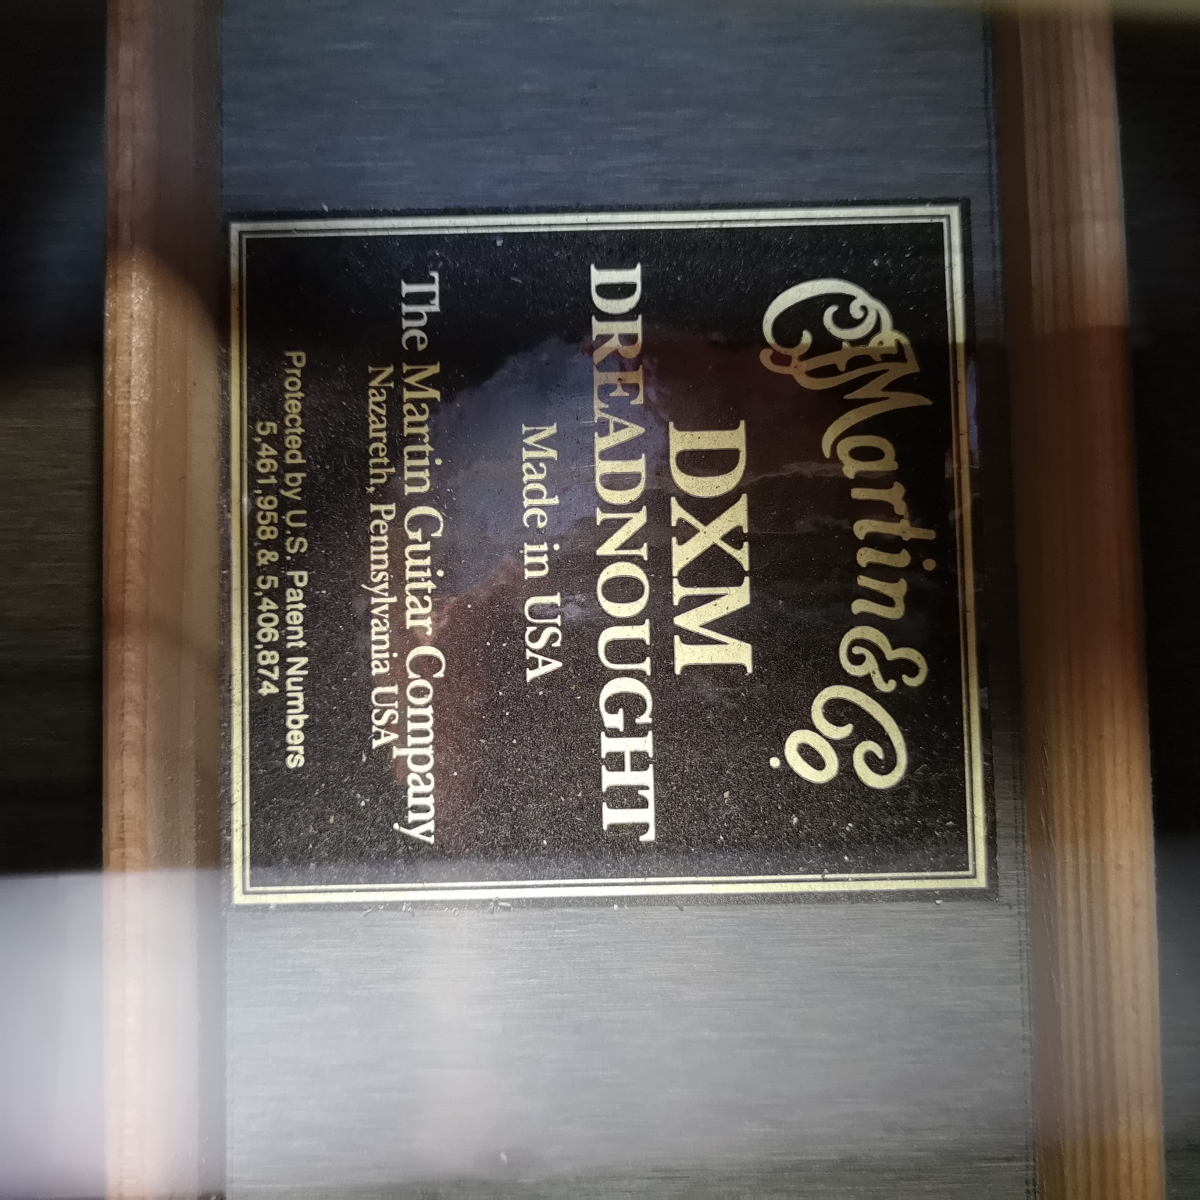 C.F. Martin & Co
DXM
DREADNOUGHT
Made in USA
The Martin Guitar Company
Nazareth, Pennsylvania USA
Protected by U.S. Patent Numbers
5,461,958 & 5,406,874